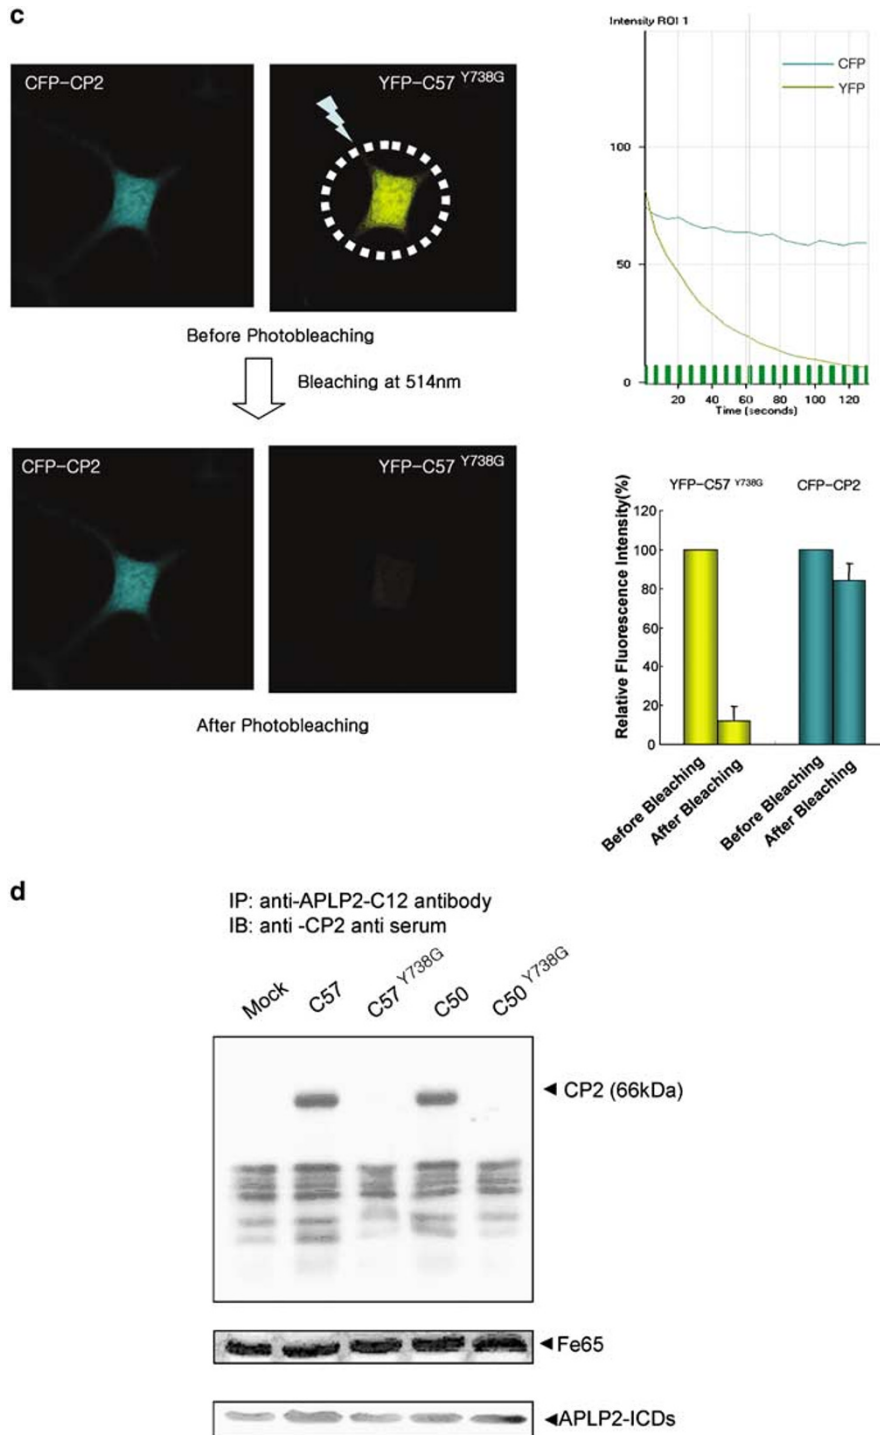 c
CFP-CP2
YFP-C57 Y738G
Before Photobleaching
Bleaching at 514nm
CFP-CP2
YFP-C57 Y738G
After Photobleaching
Intensity ROI 1
CFP
YFP
100
50
0
20 40 60 80 100 120
Time (seconds)
YFP-C57 Y738G CFP-CP2
Relative Fluorescence Intensity(%)
120
100
80
60
40
20
0
Before Bleaching
After Bleaching
Before Bleaching
After Bleaching
d
IP: anti-APLP2-C12 antibody
IB: anti -CP2 anti serum
Mock C57 C57 Y738G C50 C50 Y738G
CP2 (66kDa)
Fe65
APLP2-ICDs